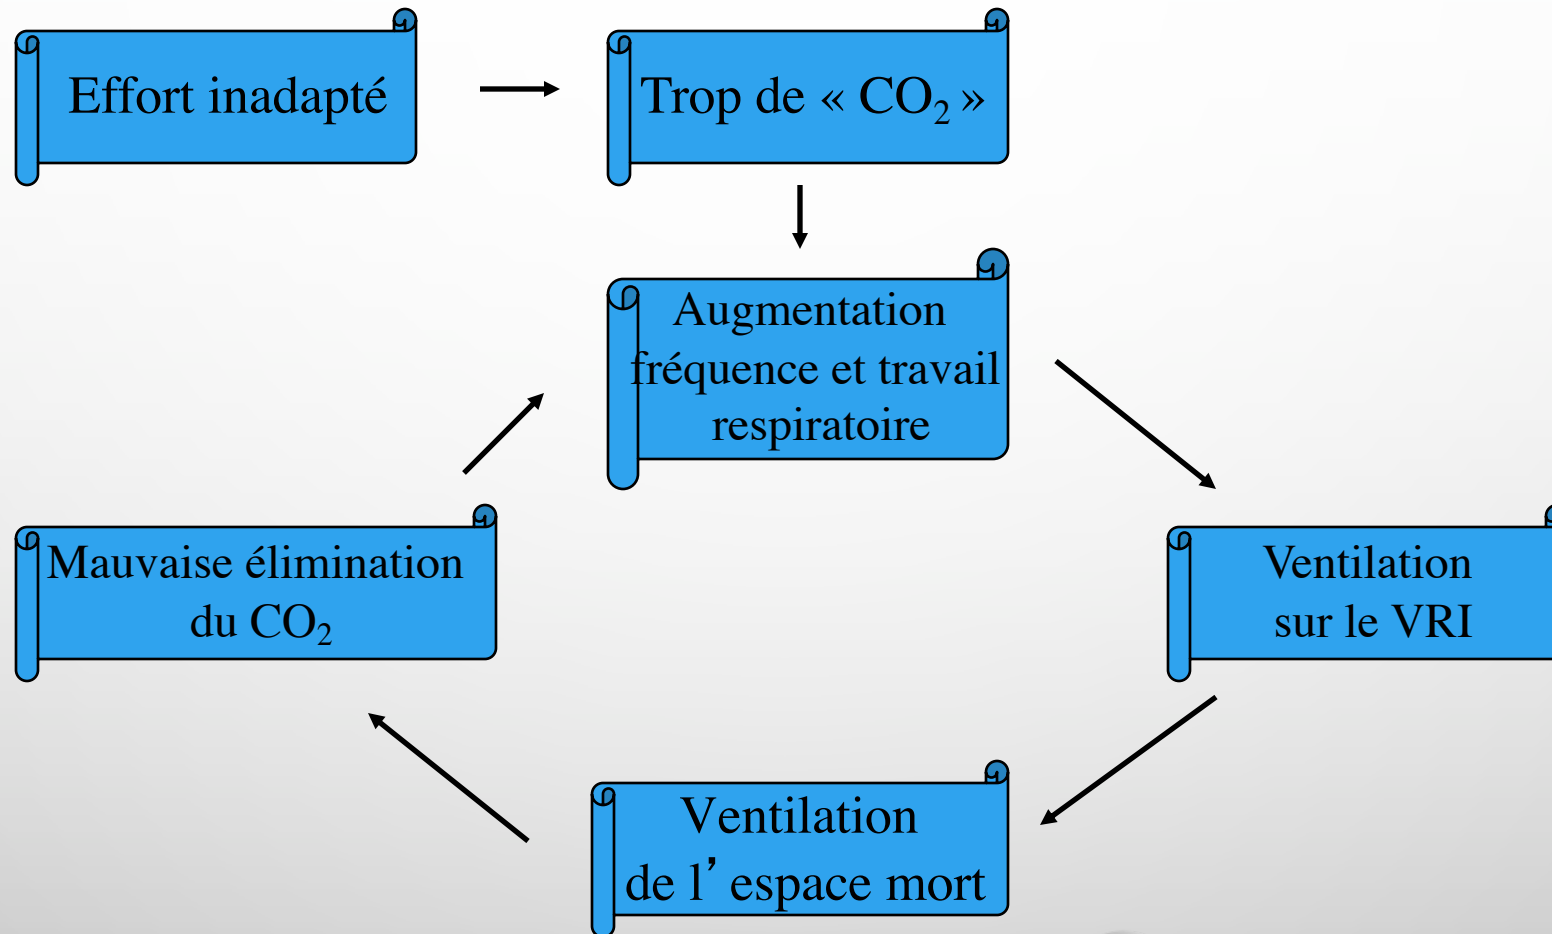 Effort inadapté
Trop de « CO₂ »
Augmentation
fréquence et travail
respiratoire
Mauvaise élimination
du CO₂
Ventilation
sur le VRI
Ventilation
de l’ espace mort